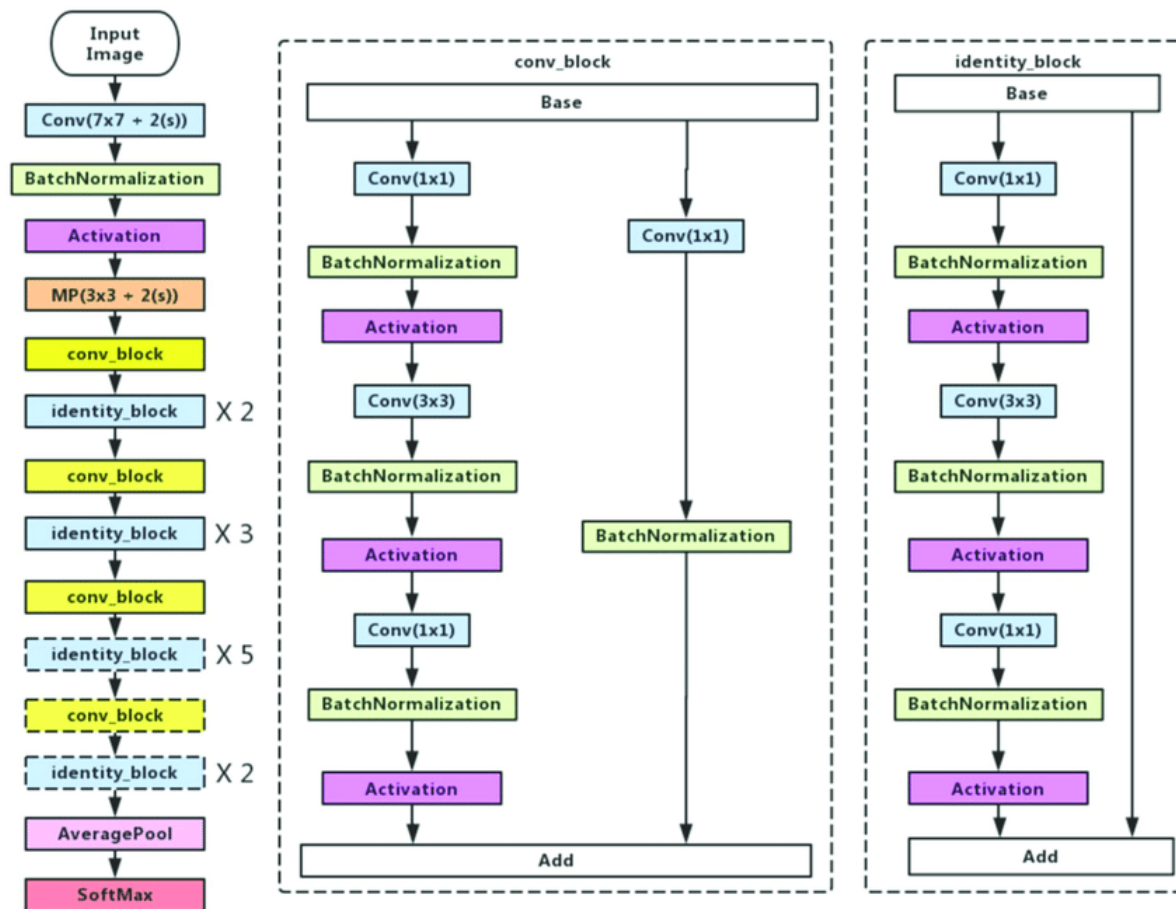 Input
Image
Conv(7x7 + 2(s))
BatchNormalization
Activation
MP(3x3 + 2(s))
conv_block
identity_block X 2
conv_block
identity_block X 3
conv_block
identity_block X 5
conv_block
identity_block X 2
AveragePool
SoftMax
conv_block
Base
Conv(1x1)
BatchNormalization
Activation
Conv(3x3)
BatchNormalization
Activation
Conv(1x1)
BatchNormalization
Activation
Conv(1x1)
BatchNormalization
Add
identity_block
Base
Conv(1x1)
BatchNormalization
Activation
Conv(3x3)
BatchNormalization
Activation
Conv(1x1)
BatchNormalization
Activation
Add